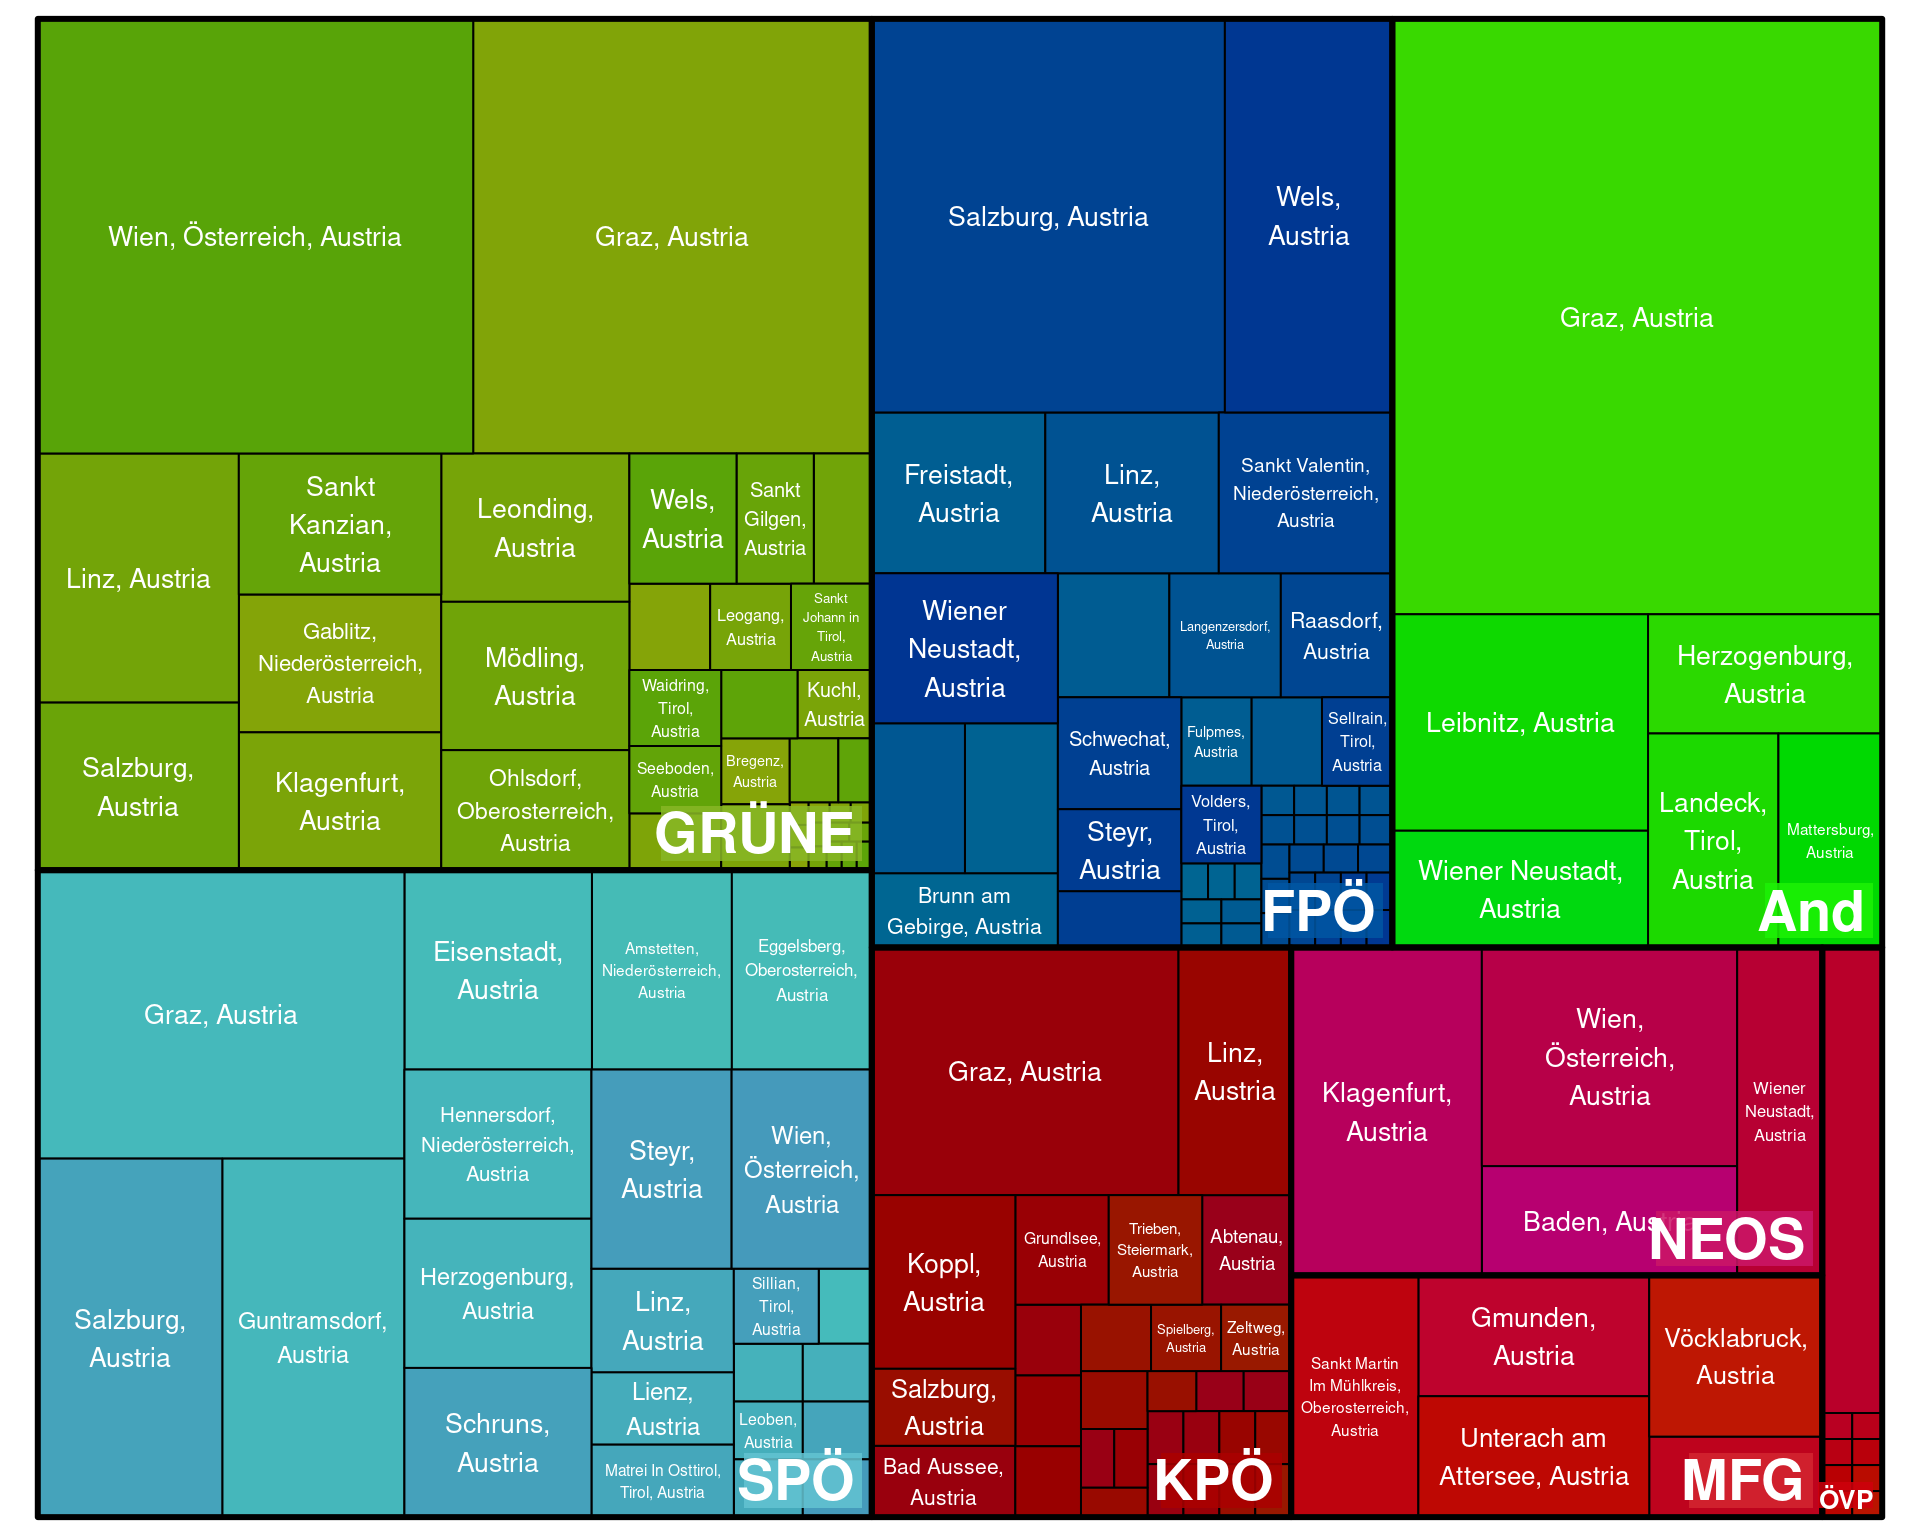 Wien, Österreich, Austria
Graz, Austria
Linz, Austria
Sankt
Kanzian,
Austria
Leonding,
Austria
Wels,
Austria
Sankt
Gilgen,
Austria
Gablitz,
Niederösterreich,
Austria
Mödling,
Austria
Leogang,
Austria
Sankt
Johann in
Tirol,
Austria
Waidring,
Tirol,
Austria
Kuchl,
Austria
Salzburg,
Austria
Klagenfurt,
Austria
Ohlsdorf,
Oberosterreich,
Austria
Seeboden,
Austria
Bregenz,
Austria
GRÜNE
Salzburg, Austria
Wels,
Austria
Freistadt,
Austria
Linz,
Austria
Sankt Valentin,
Niederösterreich,
Austria
Wiener
Neustadt,
Austria
Langenzersdorf,
Austria
Raasdorf,
Austria
Schwechat,
Austria
Fulpmes,
Austria
Sellrain,
Tirol,
Austria
Steyr,
Austria
Volders,
Tirol,
Austria
Brunn am
Gebirge, Austria
FPÖ
Graz, Austria
Leibnitz, Austria
Herzogenburg,
Austria
Landeck,
Tirol,
Austria
Mattersburg,
Austria
Wiener Neustadt,
Austria
And
Graz, Austria
Eisenstadt,
Austria
Amstetten,
Niederösterreich,
Austria
Eggelsberg,
Oberosterreich,
Austria
Hennersdorf,
Niederösterreich,
Austria
Steyr,
Austria
Wien,
Österreich,
Austria
Salzburg,
Austria
Guntramsdorf,
Austria
Herzogenburg,
Austria
Linz,
Austria
Sillian,
Tirol,
Austria
Schruns,
Austria
Lienz,
Austria
Leoben,
Austria
Matrei In Osttirol,
Tirol, Austria
SPÖ
Graz, Austria
Linz,
Austria
Koppl,
Austria
Grundlsee,
Austria
Trieben,
Steiermark,
Austria
Abtenau,
Austria
Spielberg,
Austria
Zeltweg,
Austria
Salzburg,
Austria
Bad Aussee,
Austria
KPÖ
Klagenfurt,
Austria
Wien,
Österreich,
Austria
Wiener
Neustadt,
Austria
Baden, Austria
NEOS
Sankt Martin
Im Mühlkreis,
Oberosterreich,
Austria
Gmunden,
Austria
Vöcklabruck,
Austria
Unterach am
Attersee, Austria
MFG
ÖVP